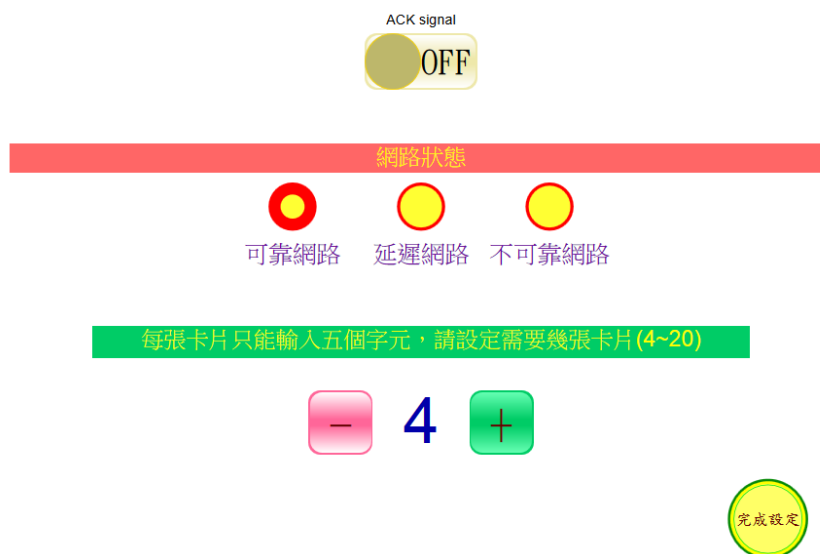 ACK signal
OFF
網路狀態
可靠網路 延遲網路 不可靠網路
每張卡片只能輸入五個字元，請設定需要幾張卡片(4~20)
− 4 +
完成設定